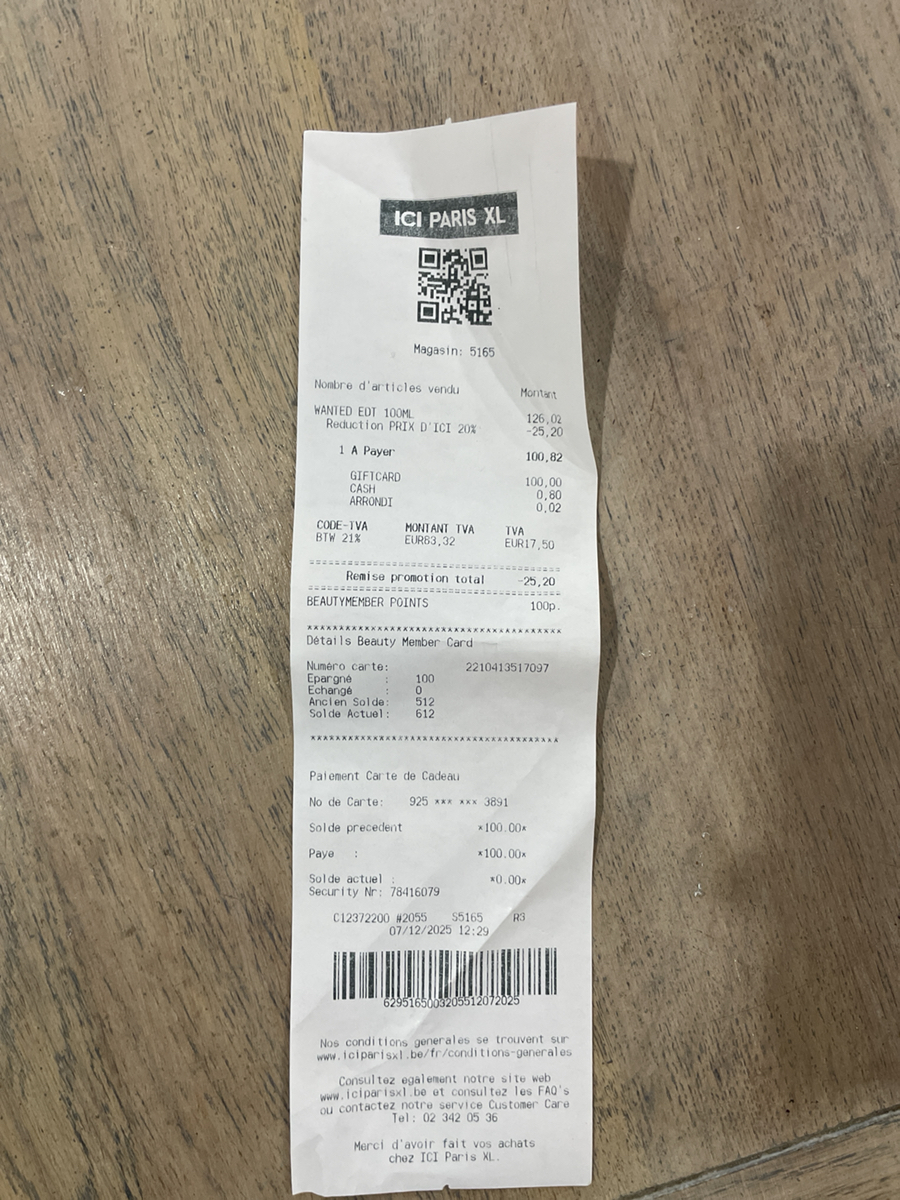 ICI PARIS XL
Magasin: 5165
Nombre d'articles vendu Montant
WANTED EDT 100ML 126,02
Reduction PRIX D'ICI 20% -25,20
1 A Payer 100,82
GIFTCARD 100,00
CASH 0,80
ARRONDI 0,02
CODE-TVA MONTANT TVA TVA
BTW 21% EUR83,32 EUR17,50
==================================
Remise promotion total -25,20
==================================
BEAUTYMEMBER POINTS 100p.
**********************************
Détails Beauty Member Card
Numéro carte: 2210413517097
Epargné : 100
Echangé : 0
Ancien Solde: 512
Solde Actuel: 612
**********************************
Paiement Carte de Cadeau
No de Carte: 925 *** *** 3891
Solde precedent *100.00*
Paye : *100.00*
Solde actuel : *0.00*
Security Nr: 78416079
C12372200 #2055 S5165 R3
07/12/2025 12:29
6295165003205512072025
Nos conditions generales se trouvent sur
www.iciparisxl.be/fr/conditions-generales
Consultez egalement notre site web
www.iciparisxl.be et consultez les FAQ's
ou contactez notre service Customer Care
Tel: 02 342 05 36
Merci d'avoir fait vos achats
chez ICI Paris XL.